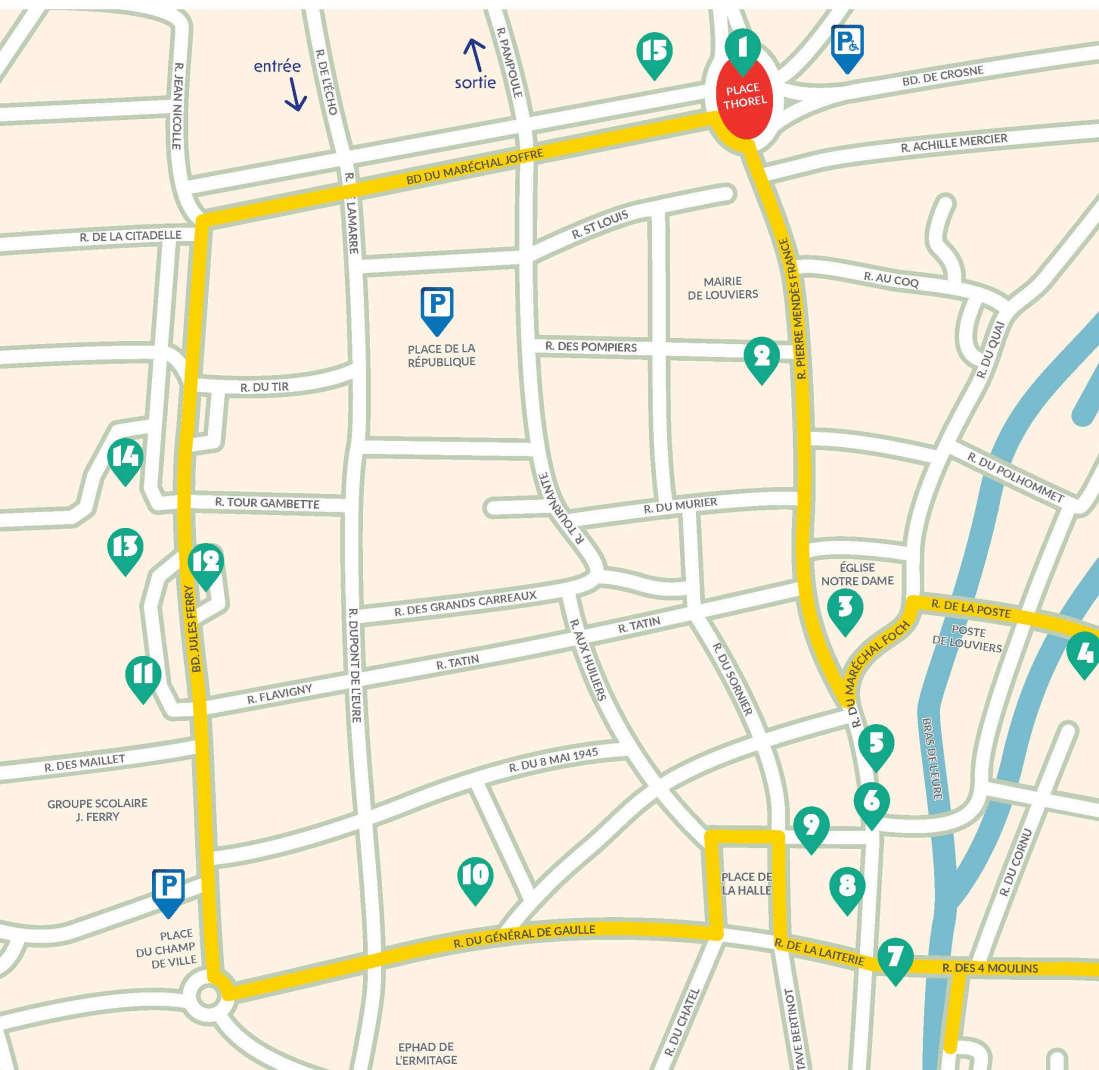 entrée
sortie
R. JEAN NICOLLE
R. DE L'ÉCHO
R. PAMPOULE
15
1
PLACE
THOREL
P
BD. DE CROSNE
R. ACHILLE MERCIER
BD DU MARÉCHAL JOFFRE
R. DE LA CITADELLE
LAMARRE
R. ST LOUIS
MAIRIE
DE LOUVIERS
R. PIERRE MENDÈS FRANCE
R. AU COQ
R. DU QUAI
P
PLACE DE LA
RÉPUBLIQUE
R. DES POMPIERS
2
R. DU TIR
14
R. TOUR GAMBETTE
R. TOURNANTE
R. DU MURIER
R. DU POLHOMMET
13
12
ÉGLISE
NOTRE DAME
3
R. DE LA POSTE
POSTE
DE LOUVIERS
4
BD. JULES FERRY
R. DUPONT DE L'EURE
R. DES GRANDS CARREAUX
R. TATIN
R. TATIN
R. AUX HUILIERS
R. DU SORNIER
R. DU MARÉCHAL FOCH
11
R. FLAVIGNY
5
BRAS DE L'EURE
R. DES MAILLET
R. DU 8 MAI 1945
GROUPE SCOLAIRE
J. FERRY
6
9
R. DU CORNU
P
10
PLACE DE
LA HALLE
8
PLACE
DU CHAMP
DE VILLE
R. DU GÉNÉRAL DE GAULLE
R. DE LA LAITERIE
7
R. DES 4 MOULINS
R. DU CHATEL
TAVE BERTINOT
EPHAD DE
L'ERMITAGE